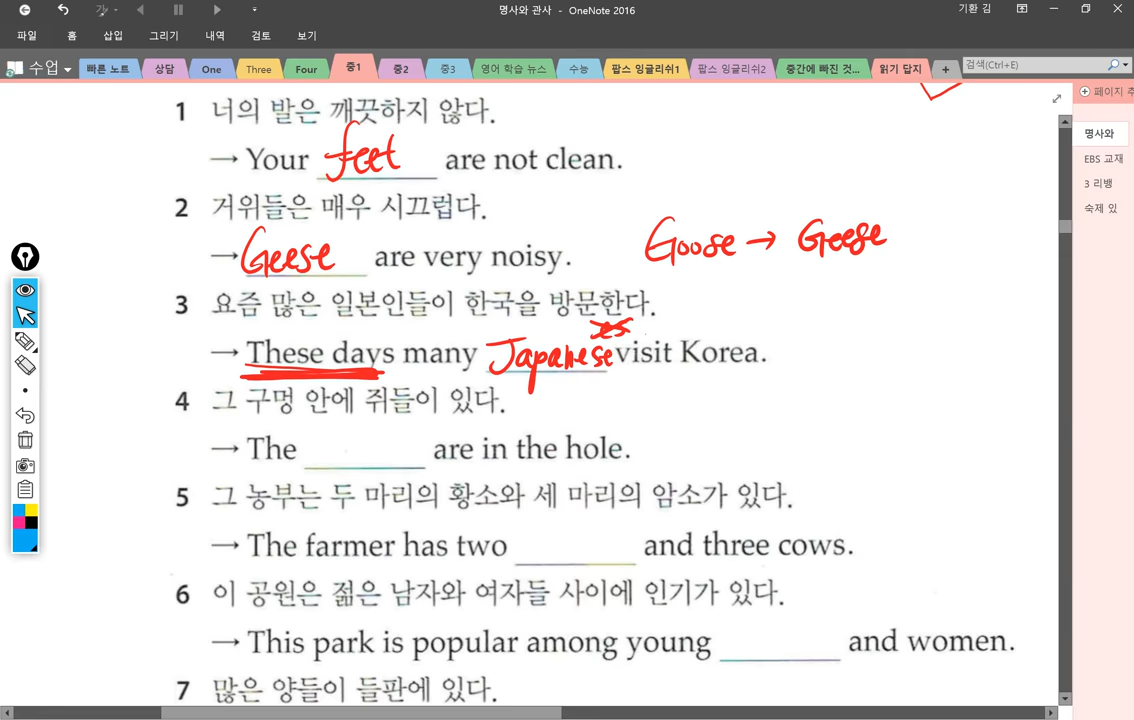 명사와 관사 - OneNote 2016
기환 김
파일 홈 삽입 그리기 내역 검토 보기
수업 빠른 노트 상담 One Three Four 중1 중2 중3 영어 학습 뉴스 수능 팝스 잉글리쉬1 팝스 잉글리쉬2 중간에 빠진 것... 읽기 답지 + 검색(Ctrl+E)
페이지 추
명사와
EBS 교재
3 리뱅
숙제 있
1 너의 발은 깨끗하지 않다.
→ Your feet are not clean.
2 거위들은 매우 시끄럽다.
→ Geese are very noisy. Goose → Geese
3 요즘 많은 일본인들이 한국을 방문한다.
→ These days many Japanese visit Korea.
4 그 구멍 안에 쥐들이 있다.
→ The ________ are in the hole.
5 그 농부는 두 마리의 황소와 세 마리의 암소가 있다.
→ The farmer has two ________ and three cows.
6 이 공원은 젊은 남자와 여자들 사이에 인기가 있다.
→ This park is popular among young ________ and women.
7 많은 양들이 들판에 있다.